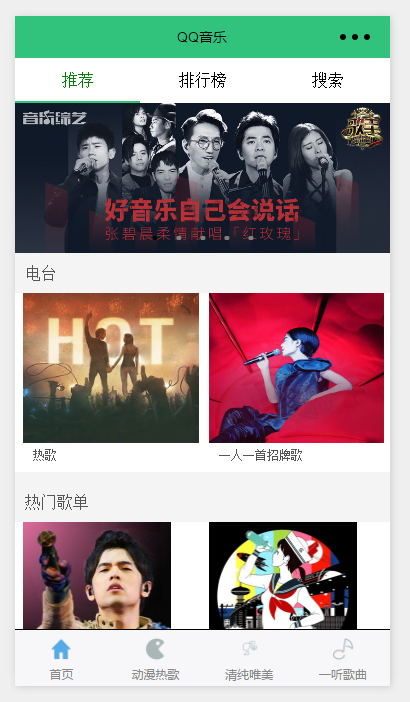 QQ音乐
推荐 排行榜 搜索
音乐综艺
歌王
好音乐自己会说话
张碧晨柔情献唱「红玫瑰」
电台
HOT
热歌 一人一首招牌歌
热门歌单
首页 动漫热歌 清纯唯美 一听歌曲